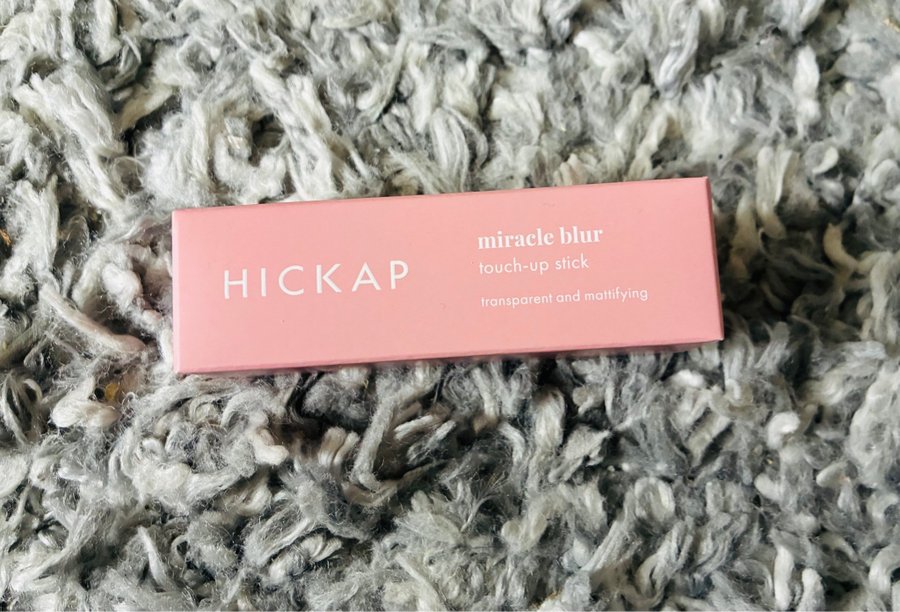 HICKAP
miracle blur
touch-up stick
transparent and mattifying